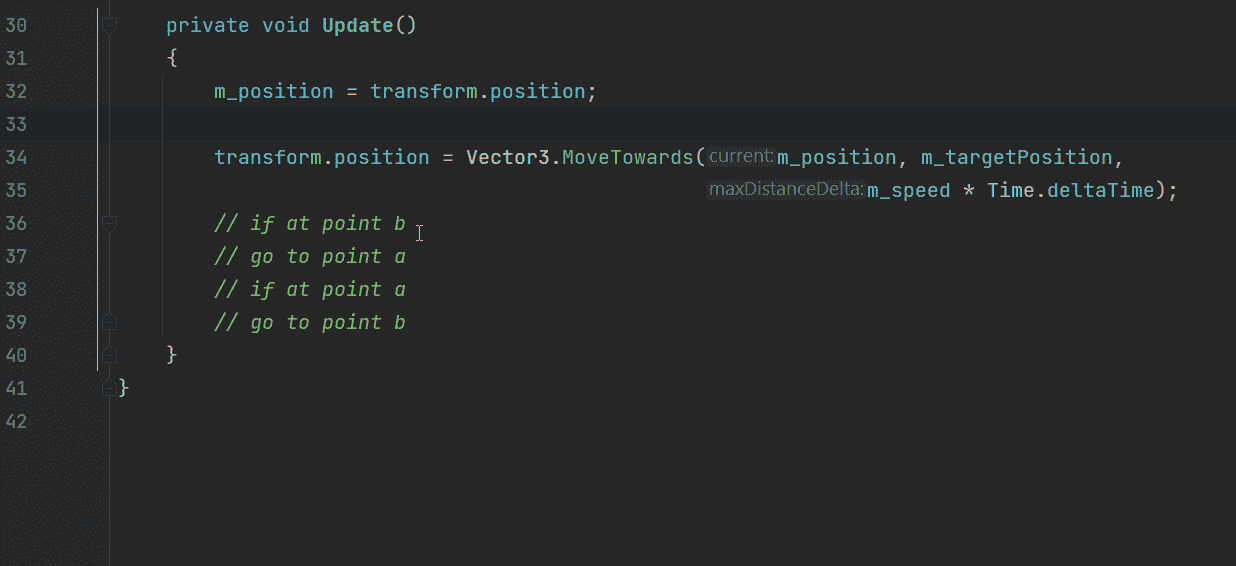 30 private void Update()
31 {
32 m_position = transform.position;
33
34 transform.position = Vector3.MoveTowards( current: m_position, m_targetPosition,
35 maxDistanceDelta: m_speed * Time.deltaTime);
36 // if at point b
37 // go to point a
38 // if at point a
39 // go to point b
40 }
41 }
42